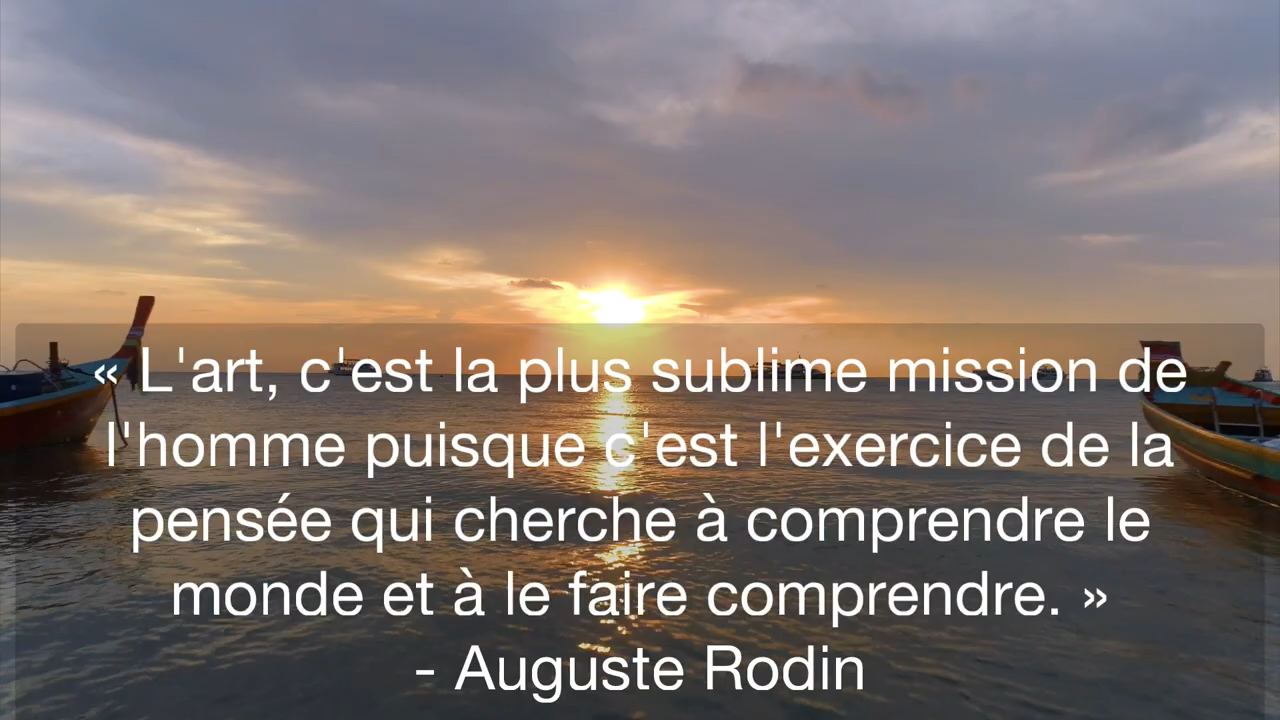 « L'art, c'est la plus sublime mission de
l'homme puisque c'est l'exercice de la
pensée qui cherche à comprendre le
monde et à le faire comprendre. »
- Auguste Rodin